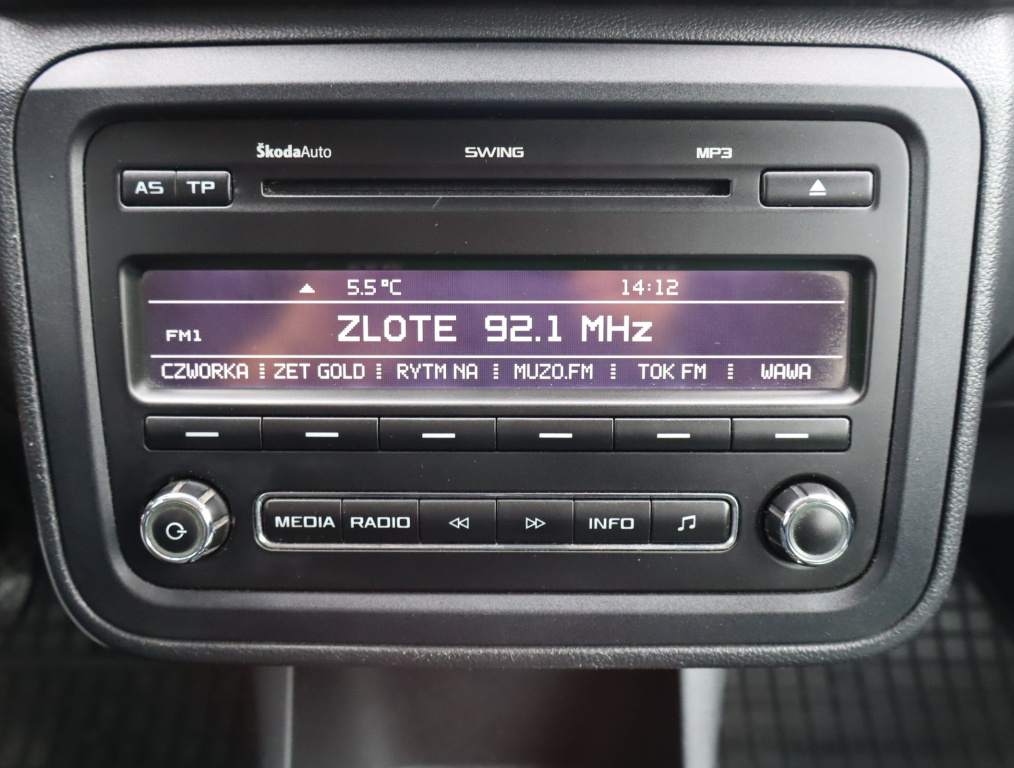 ŠkodaAuto SWING MP3
AS TP
5.5 °C 14:12
FM1 ZLOTE 92.1 MHz
CZWORKA ZET GOLD RYTM NA MUZO.FM TOK FM WAWA
MEDIA RADIO INFO